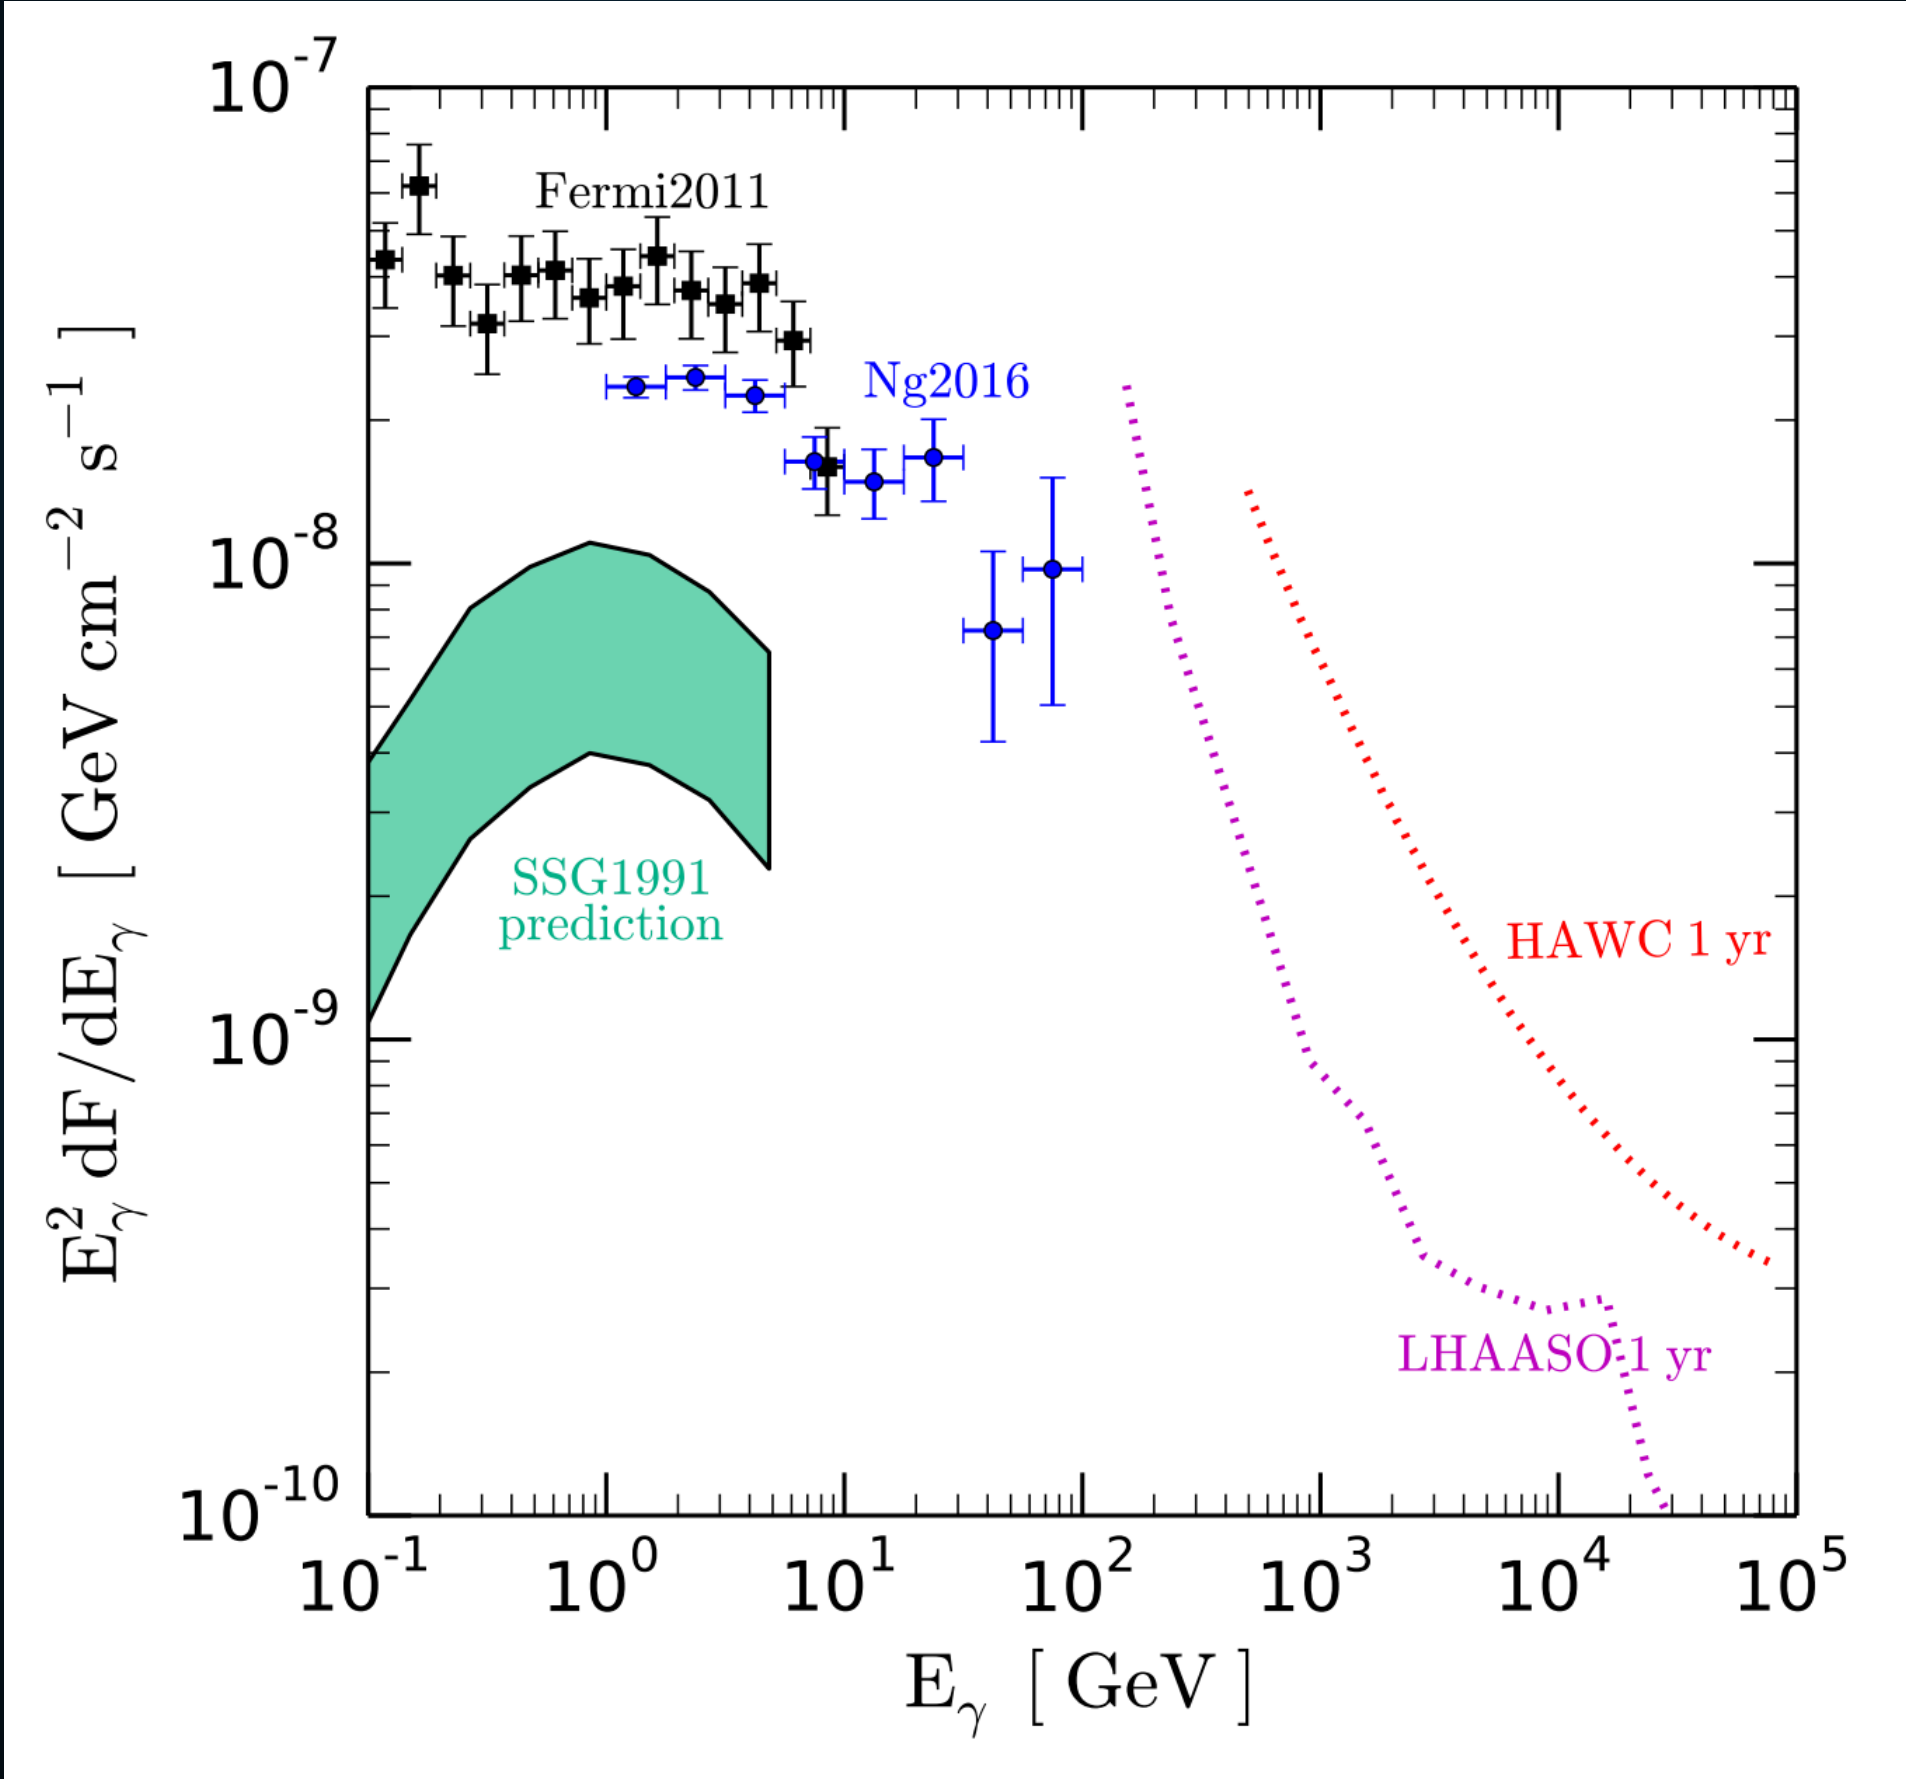 10^-7
10^-8
10^-9
10^-10
E_γ^2 dF/dE_γ [ GeV cm^−2 s^−1 ]
Fermi2011
Ng2016
SSG1991
prediction
HAWC 1 yr
LHAASO 1 yr
10^-1 10^0 10^1 10^2 10^3 10^4 10^5
E_γ [ GeV ]